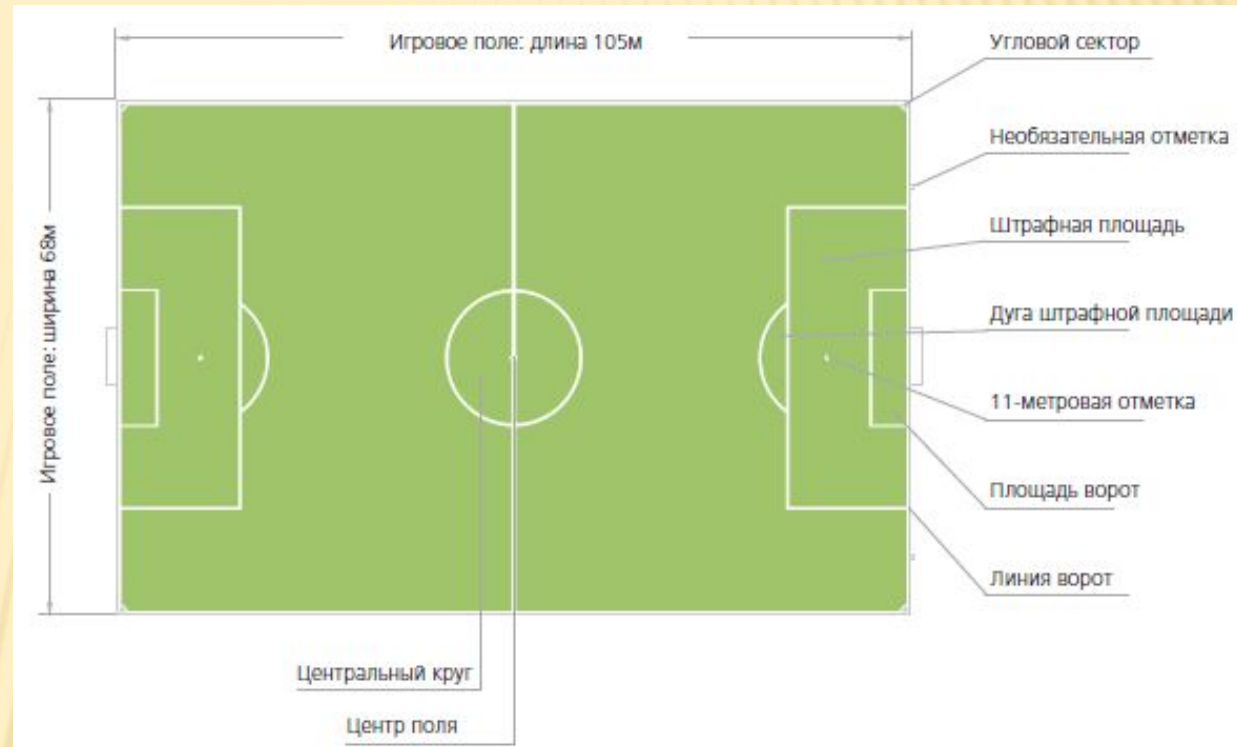 Игровое поле: длина 105м
Угловой сектор
Необязательная отметка
Штрафная площадь
Игровое поле: ширина 68м
Дуга штрафной площади
11-метровая отметка
Площадь ворот
Линия ворот
Центральный круг
Центр поля